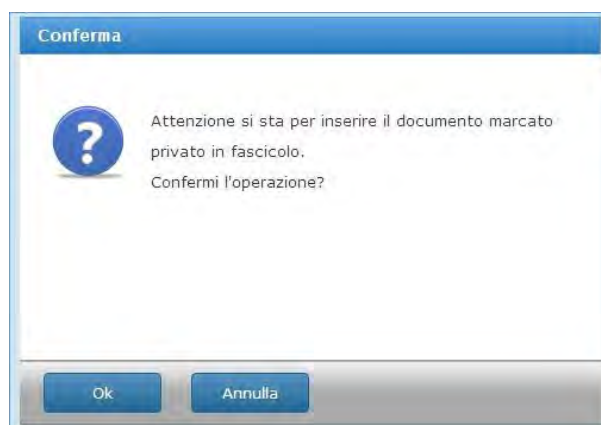 Conferma
Attenzione si sta per inserire il documento marcato
privato in fascicolo.
Confermi l'operazione?
Ok
Annulla